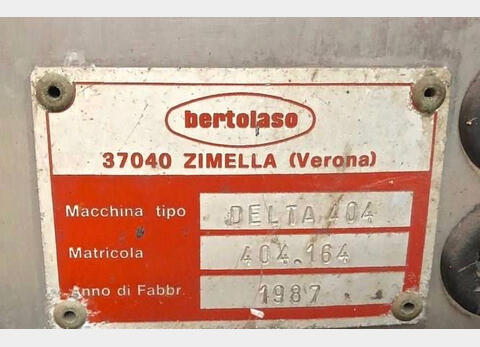 bertolaso
37040 ZIMELLA (Verona)
Macchina tipo DELTA 404
Matricola 404.164
Anno di Fabbr. 1987